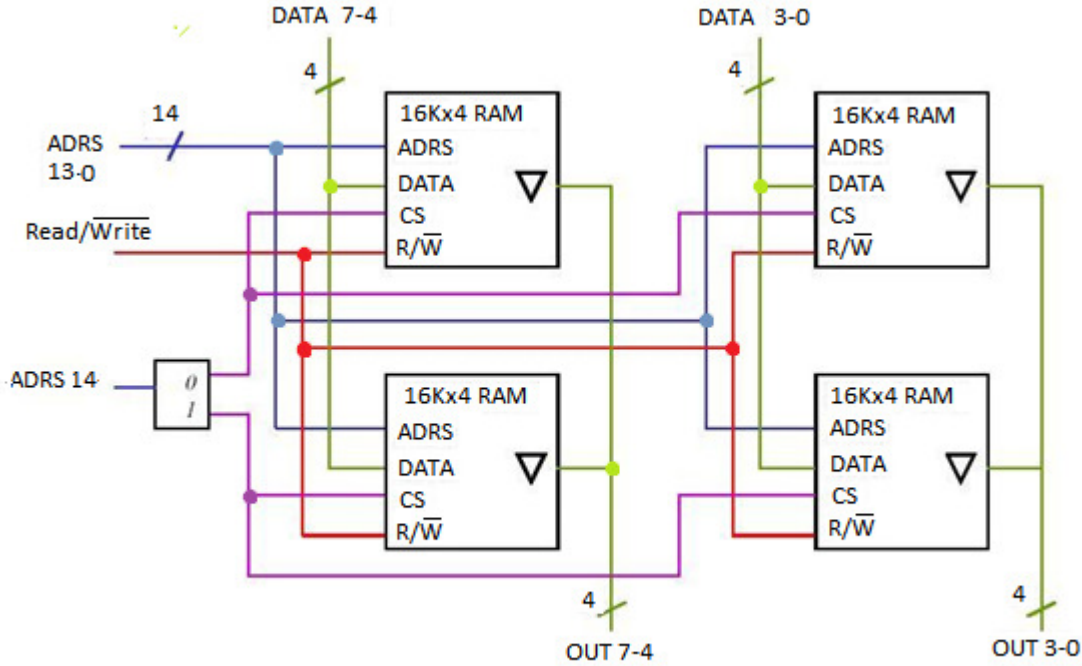 DATA 7-4
DATA 3-0
4
4
14
ADRS
13-0
16Kx4 RAM
ADRS
DATA
CS
R/W̅
16Kx4 RAM
ADRS
DATA
CS
R/W̅
Read/W̅r̅i̅t̅e̅
ADRS 14
0
1
16Kx4 RAM
ADRS
DATA
CS
R/W̅
16Kx4 RAM
ADRS
DATA
CS
R/W̅
4
4
OUT 7-4
OUT 3-0